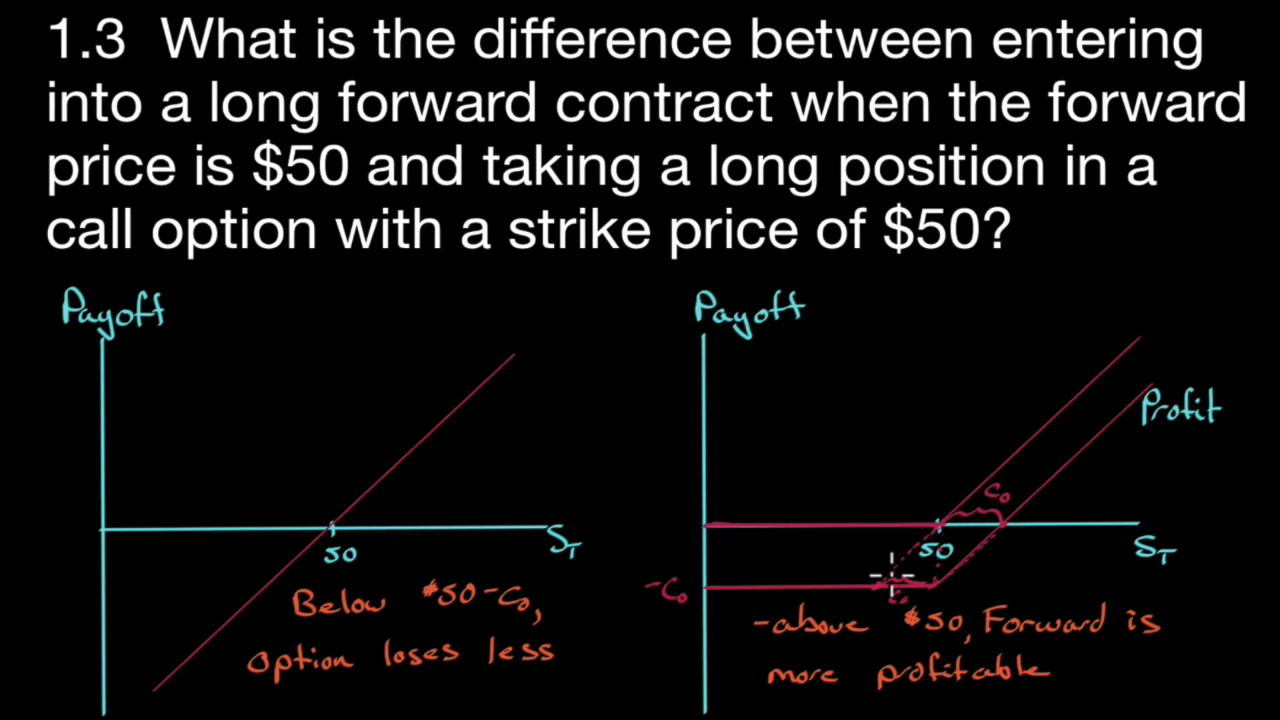 1.3 What is the difference between entering
into a long forward contract when the forward
price is $50 and taking a long position in a
call option with a strike price of $50?
Payoff
50
S_T
Below $50-C₀,
option loses less
Payoff
Profit
C₀
50
S_T
-C₀
-above $50, Forward is
more profitable